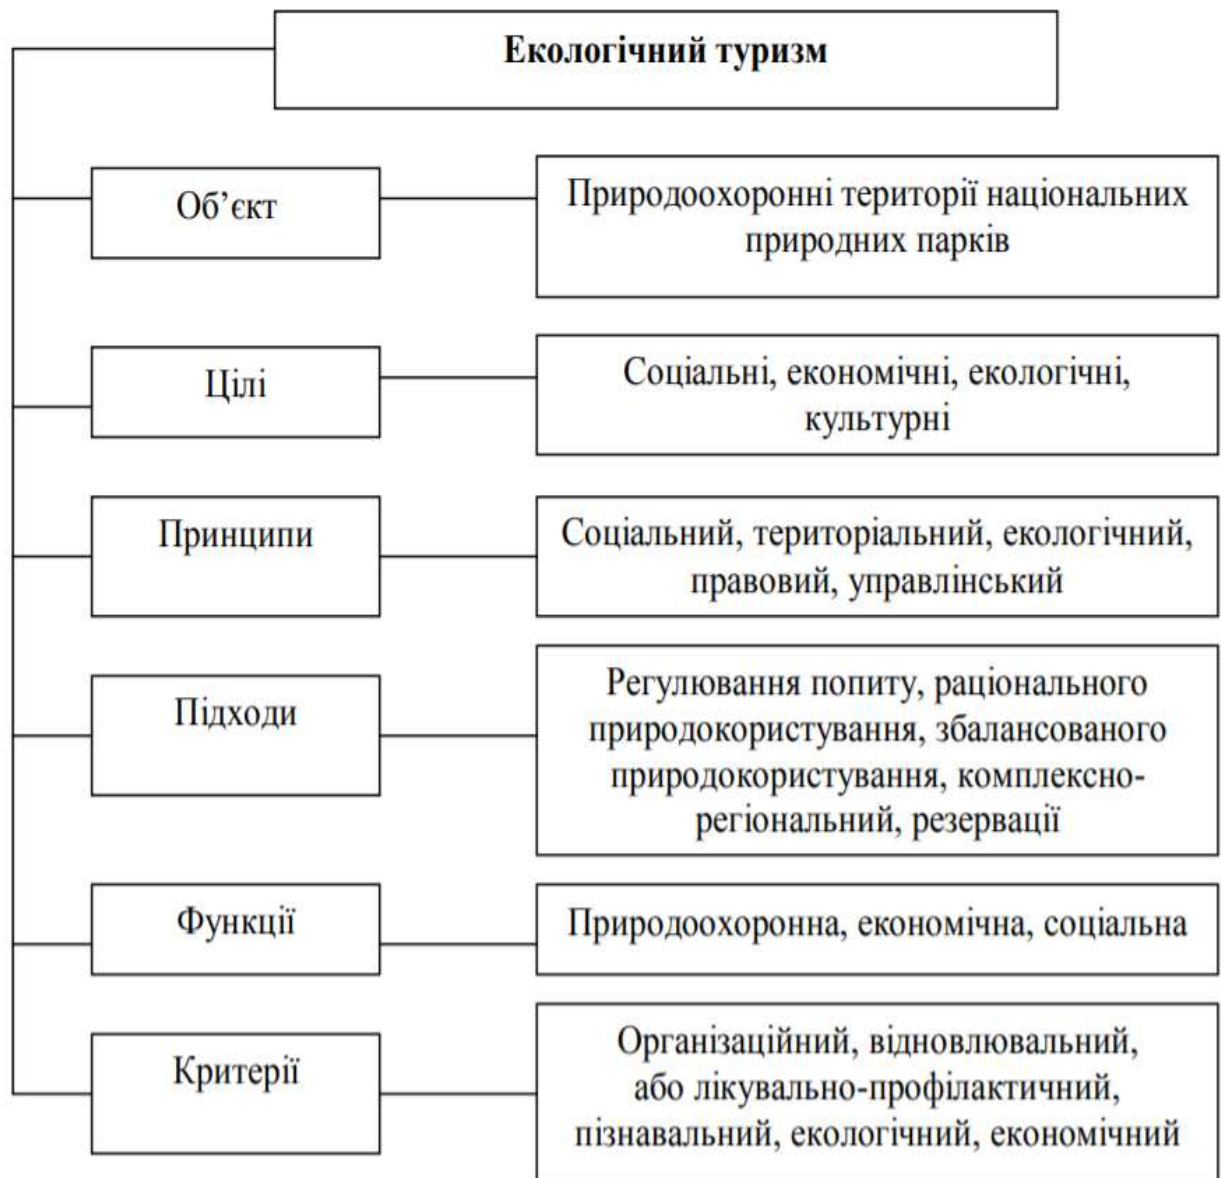 Екологічний туризм
Об’єкт
Природоохоронні території національних
природних парків
Цілі
Соціальні, економічні, екологічні,
культурні
Принципи
Соціальний, територіальний, екологічний,
правовий, управлінський
Підходи
Регулювання попиту, раціонального
природокористування, збалансованого
природокористування, комплексно-
регіональний, резервації
Функції
Природоохоронна, економічна, соціальна
Критерії
Організаційний, відновлювальний,
або лікувально-профілактичний,
пізнавальний, екологічний, економічний